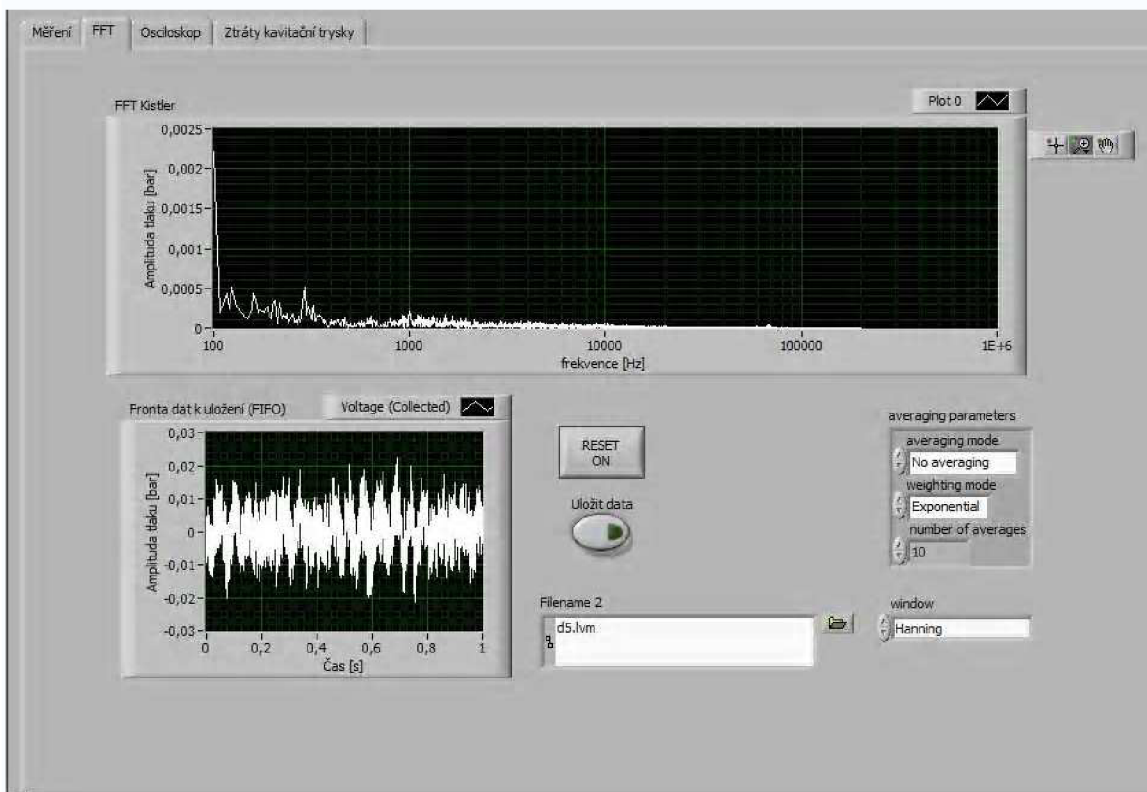 Měření FFT Osciloskop Ztráty kavitační trysky
FFT Kistler
Plot 0
Amplituda tlaku [bar]
0,0025
0,002
0,0015
0,001
0,0005
0
100 1000 10000 100000 1E+6
frekvence [Hz]
Fronta dat k uložení (FIFO)
Voltage (Collected)
Amplituda tlaku [bar]
0,03
0,02
0,01
0
-0,01
-0,02
-0,03
0 0,2 0,4 0,6 0,8 1
Čas [s]
RESET
ON
Uložit data
Filename 2
d5.lvm
averaging parameters
averaging mode
No averaging
weighting mode
Exponential
number of averages
10
window
Hanning